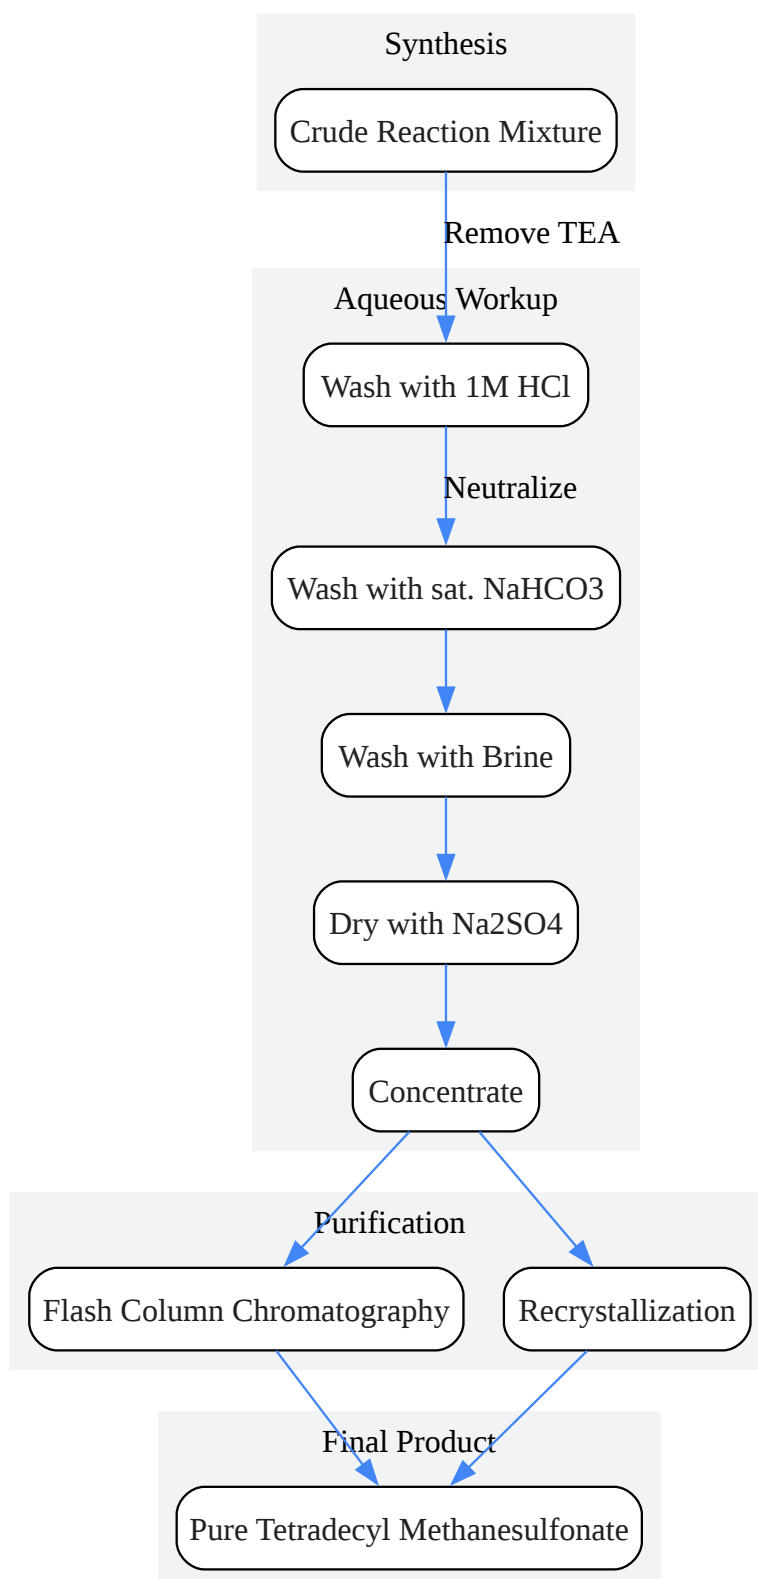 Synthesis
Crude Reaction Mixture
Remove TEA
Aqueous Workup
Wash with 1M HCl
Neutralize
Wash with sat. NaHCO3
Wash with Brine
Dry with Na2SO4
Concentrate
Purification
Flash Column Chromatography
Recrystallization
Final Product
Pure Tetradecyl Methanesulfonate